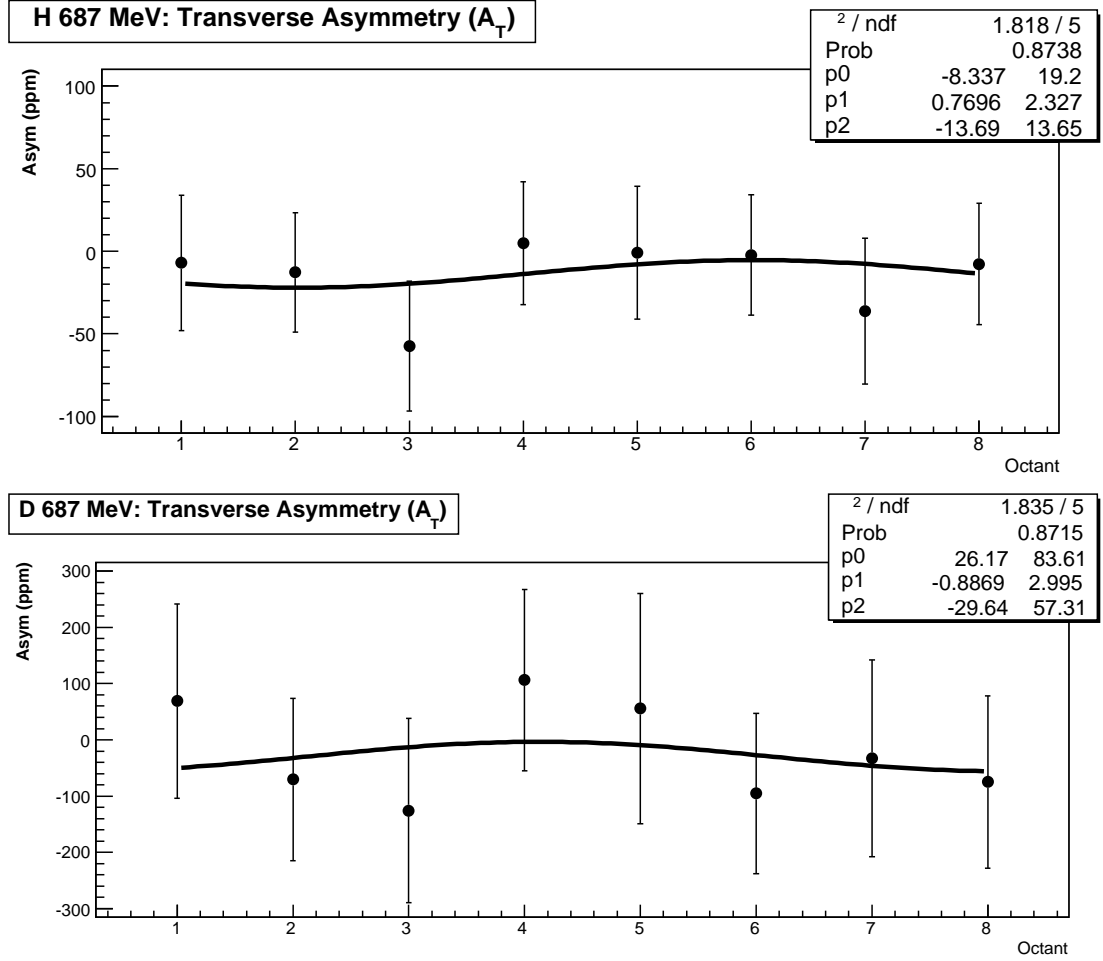 H 687 MeV: Transverse Asymmetry (A_T)
2 / ndf 1.818 / 5
Prob 0.8738
p0 -8.337 19.2
p1 0.7696 2.327
p2 -13.69 13.65
Asym (ppm)
100
50
0
-50
-100
1 2 3 4 5 6 7 8
Octant
D 687 MeV: Transverse Asymmetry (A_T)
2 / ndf 1.835 / 5
Prob 0.8715
p0 26.17 83.61
p1 -0.8869 2.995
p2 -29.64 57.31
Asym (ppm)
300
200
100
0
-100
-200
-300
1 2 3 4 5 6 7 8
Octant